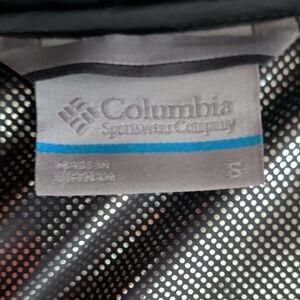 Columbia
Sportswear Company
MADE IN
VIETNAM
S